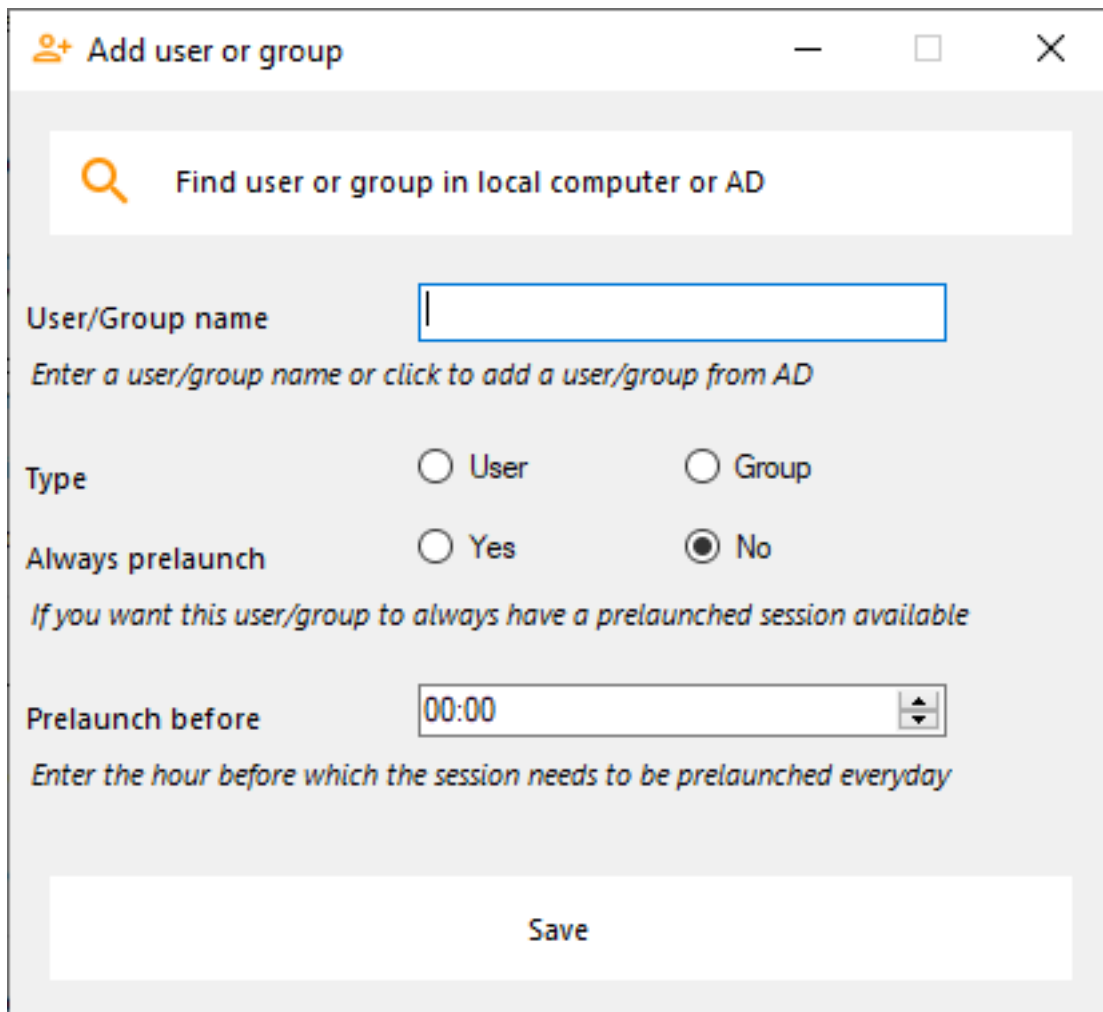 Add user or group
Find user or group in local computer or AD
User/Group name
Enter a user/group name or click to add a user/group from AD
Type User Group
Always prelaunch Yes No
If you want this user/group to always have a prelaunched session available
Prelaunch before 00:00
Enter the hour before which the session needs to be prelaunched everyday
Save